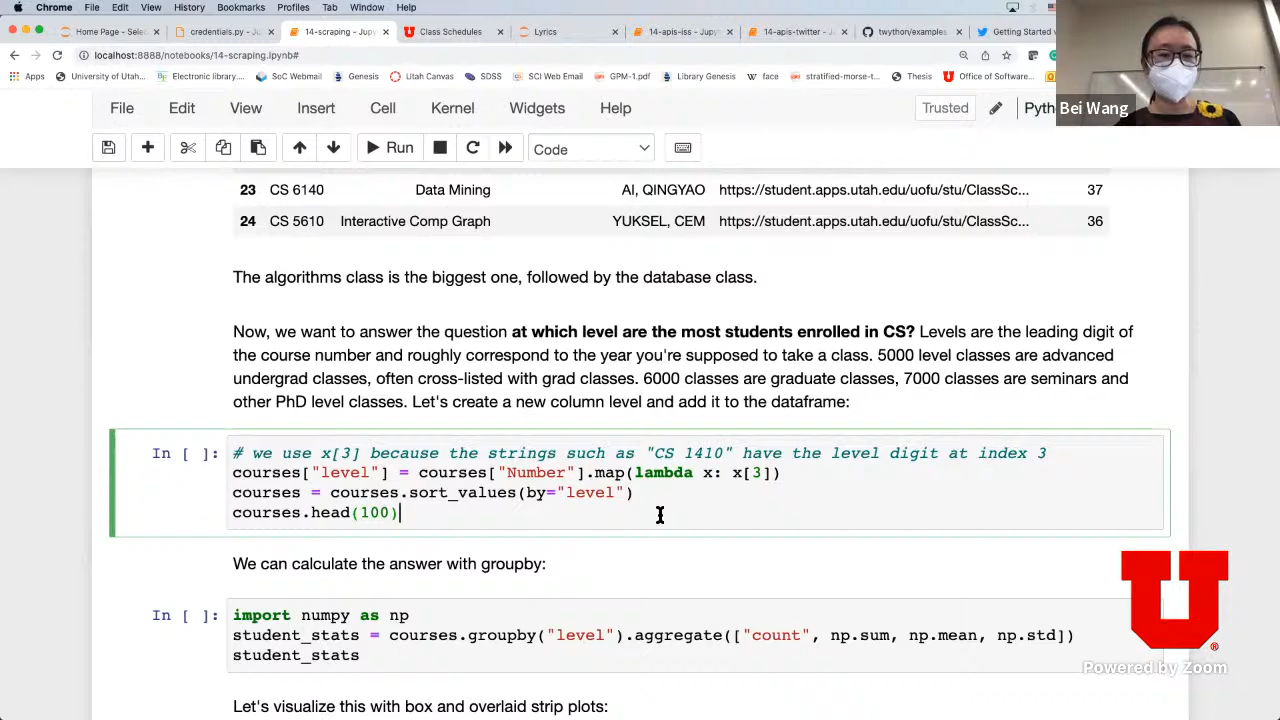 Chrome File Edit View History Bookmarks Profiles Tab Window Help
Home Page - Sele credentials.py - Ju 14-scraping - Jupy Class Schedules Lyrics 14-apis-iss - Jupy 14-apis-twitter - J twython/examples Getting Started w
localhost:8888/notebooks/14-scraping.ipynb#
Apps University of Utah... Electronic library... SoC Webmail Genesis Utah Canvas SDSS SCI Web Email GPM-1.pdf Library Genesis face stratified-morse-t... Thesis Office of Software...
File Edit View Insert Cell Kernel Widgets Help Trusted Pyth
Bei Wang
Run Code
23 CS 6140 Data Mining AI, QINGYAO https://student.apps.utah.edu/uofu/stu/ClassSc... 37
24 CS 5610 Interactive Comp Graph YUKSEL, CEM https://student.apps.utah.edu/uofu/stu/ClassSc... 36
The algorithms class is the biggest one, followed by the database class.
Now, we want to answer the question at which level are the most students enrolled in CS? Levels are the leading digit of
the course number and roughly correspond to the year you're supposed to take a class. 5000 level classes are advanced
undergrad classes, often cross-listed with grad classes. 6000 classes are graduate classes, 7000 classes are seminars and
other PhD level classes. Let's create a new column level and add it to the dataframe:
In [ ]: # we use x[3] because the strings such as "CS 1410" have the level digit at index 3
courses["level"] = courses["Number"].map(lambda x: x[3])
courses = courses.sort_values(by="level")
courses.head(100)
We can calculate the answer with groupby:
In [ ]: import numpy as np
student_stats = courses.groupby("level").aggregate(["count", np.sum, np.mean, np.std])
student_stats
U
®
Powered by Zoom
Let's visualize this with box and overlaid strip plots: